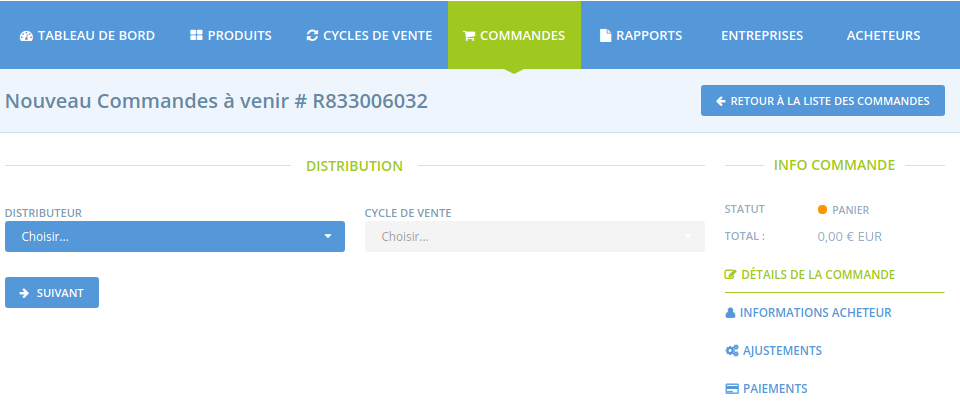 TABLEAU DE BORD PRODUITS CYCLES DE VENTE COMMANDES RAPPORTS ENTREPRISES ACHETEURS
Nouveau Commandes à venir # R833006032
RETOUR À LA LISTE DES COMMANDES
DISTRIBUTION
DISTRIBUTEUR
Choisir...
CYCLE DE VENTE
Choisir...
SUIVANT
INFO COMMANDE
STATUT PANIER
TOTAL : 0,00 € EUR
DÉTAILS DE LA COMMANDE
INFORMATIONS ACHETEUR
AJUSTEMENTS
PAIEMENTS